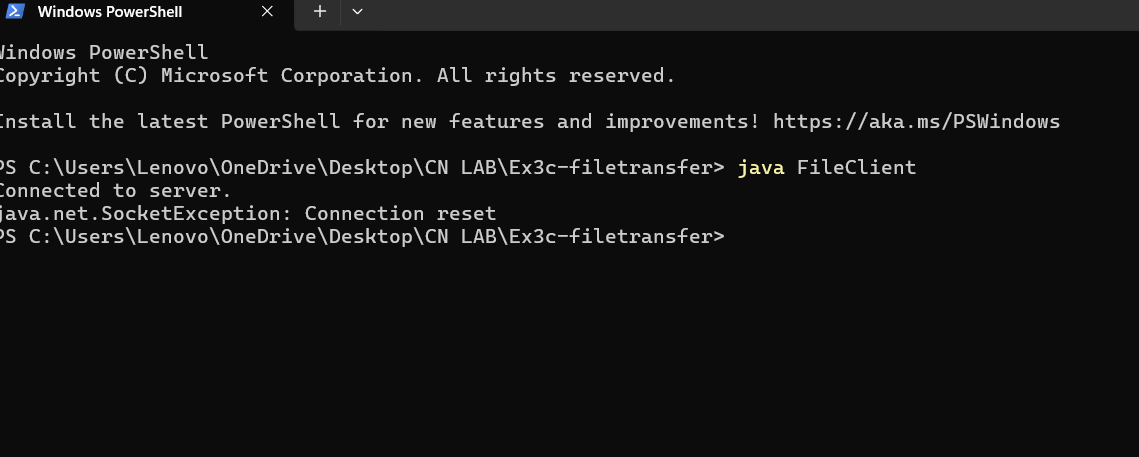 Windows PowerShell
Windows PowerShell
Copyright (C) Microsoft Corporation. All rights reserved.
Install the latest PowerShell for new features and improvements! https://aka.ms/PSWindows
PS C:\Users\Lenovo\OneDrive\Desktop\CN LAB\Ex3c-filetransfer> java FileClient
Connected to server.
java.net.SocketException: Connection reset
PS C:\Users\Lenovo\OneDrive\Desktop\CN LAB\Ex3c-filetransfer>